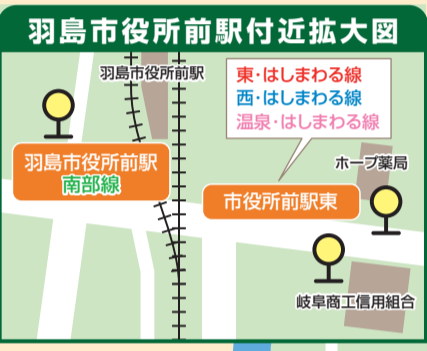 羽島市役所前駅付近拡大図
羽島市役所前駅
東・はしまわる線
西・はしまわる線
温泉・はしまわる線
羽島市役所前駅
南部線
ホープ薬局
市役所前駅東
岐阜商工信用組合